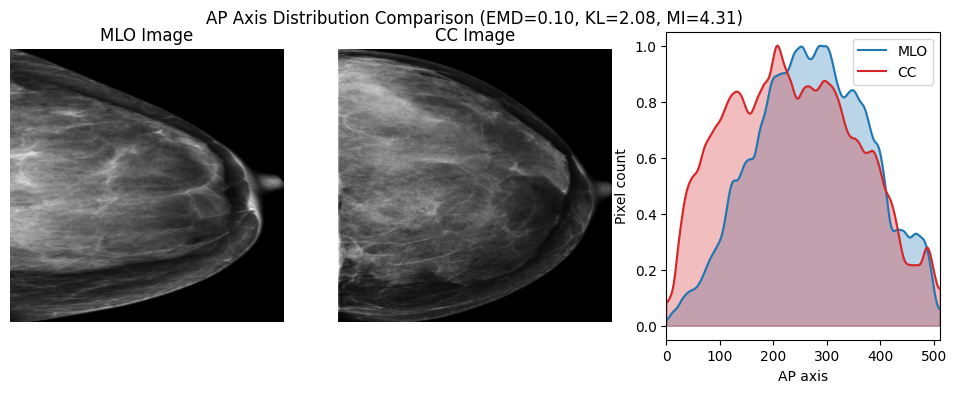 AP Axis Distribution Comparison (EMD=0.10, KL=2.08, MI=4.31)
MLO Image
CC Image
MLO
CC
1.0
0.8
0.6
0.4
0.2
0.0
Pixel count
0 100 200 300 400 500
AP axis